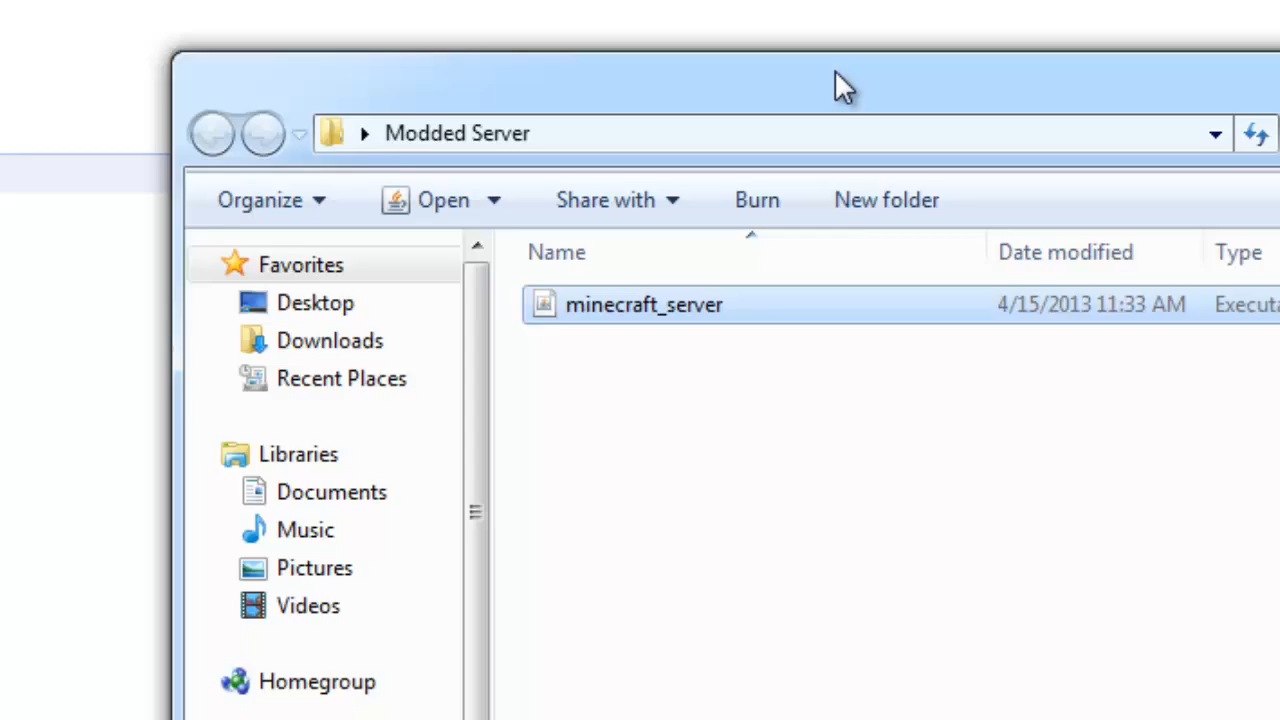 Modded Server
Organize Open Share with Burn New folder
Name Date modified Type
Favorites
Desktop
Downloads
Recent Places
Libraries
Documents
Music
Pictures
Videos
Homegroup
minecraft_server 4/15/2013 11:33 AM Executa